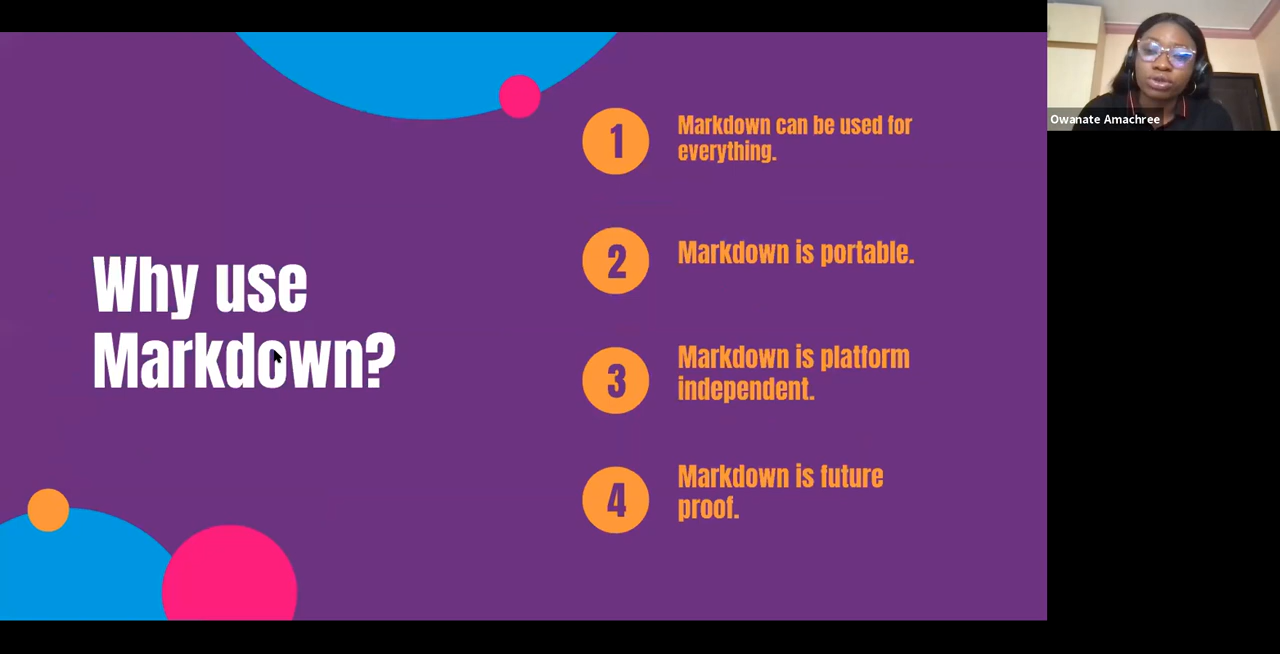 Why use
Markdown?
1
Markdown can be used for
everything.
2
Markdown is portable.
3
Markdown is platform
independent.
4
Markdown is future
proof.
Owanate Amachree